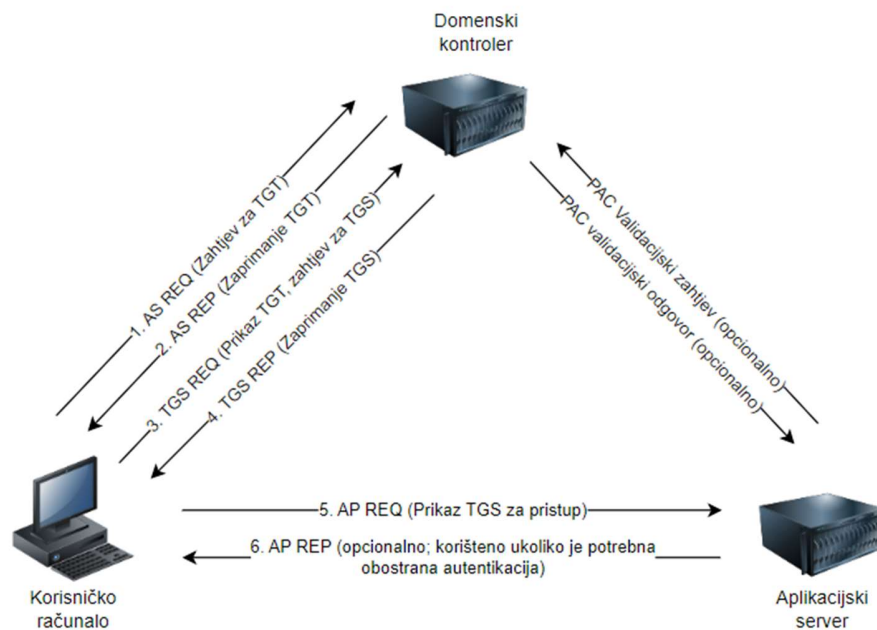 Domenski
kontroler
1. AS REQ (Zahtjev za TGT)
2. AS REP (Zaprimanje TGT)
3. TGS REQ (Prikaz TGT, zahtjev za TGS)
4. TGS REP (Zaprimanje TGS)
PAC Validacijski zahtjev (opcionalno)
PAC validacijski odgovor (opcionalno)
5. AP REQ (Prikaz TGS za pristup)
6. AP REP (opcionalno; korišteno ukoliko je potrebna
obostrana autentikacija)
Korisničko
računalo
Aplikacijski
server